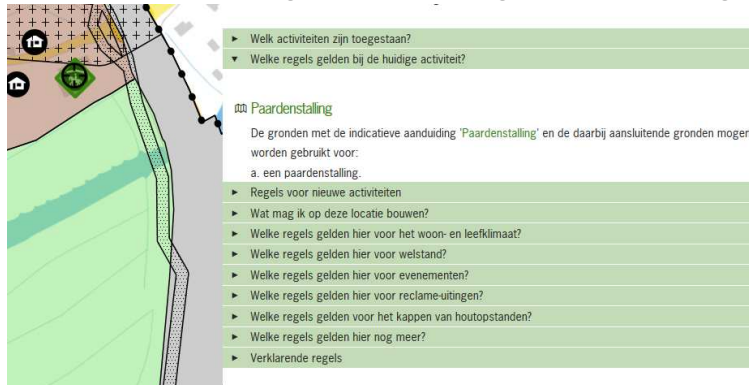 Welk activiteiten zijn toegestaan?
Welke regels gelden bij de huidige activiteit?
Paardenstalling
De gronden met de indicatieve aanduiding 'Paardenstalling' en de daarbij aansluitende gronden mogen
worden gebruikt voor:
a. een paardenstalling.
Regels voor nieuwe activiteiten
Wat mag ik op deze locatie bouwen?
Welke regels gelden hier voor het woon- en leefklimaat?
Welke regels gelden hier voor welstand?
Welke regels gelden hier voor evenementen?
Welke regels gelden hier voor reclame-uitingen?
Welke regels gelden voor het kappen van houtopstanden?
Welke regels gelden hier nog meer?
Verklarende regels